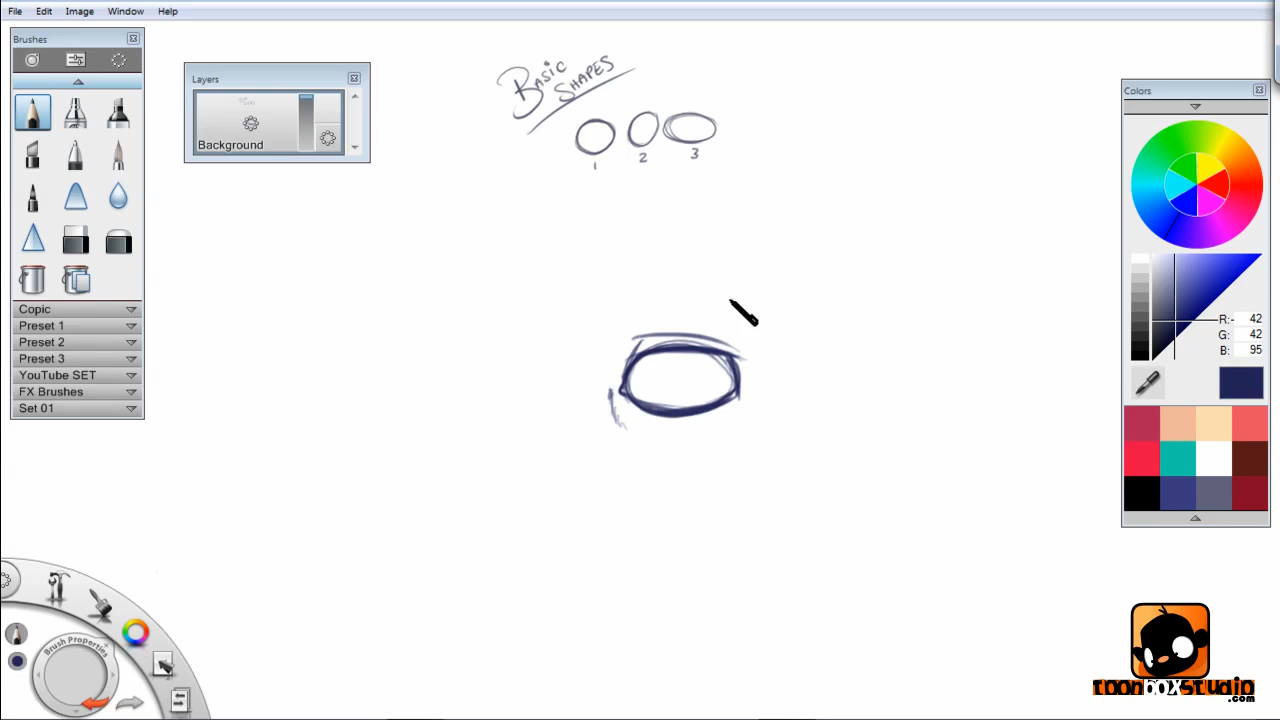 File Edit Image Window Help
Brushes
Copic
Preset 1
Preset 2
Preset 3
YouTube SET
FX Brushes
Set 01
Layers
Background
BASIC
SHAPES
1 2 3
Colors
R: 42
G: 42
B: 95
Brush Properties
toonboxstudio
.com